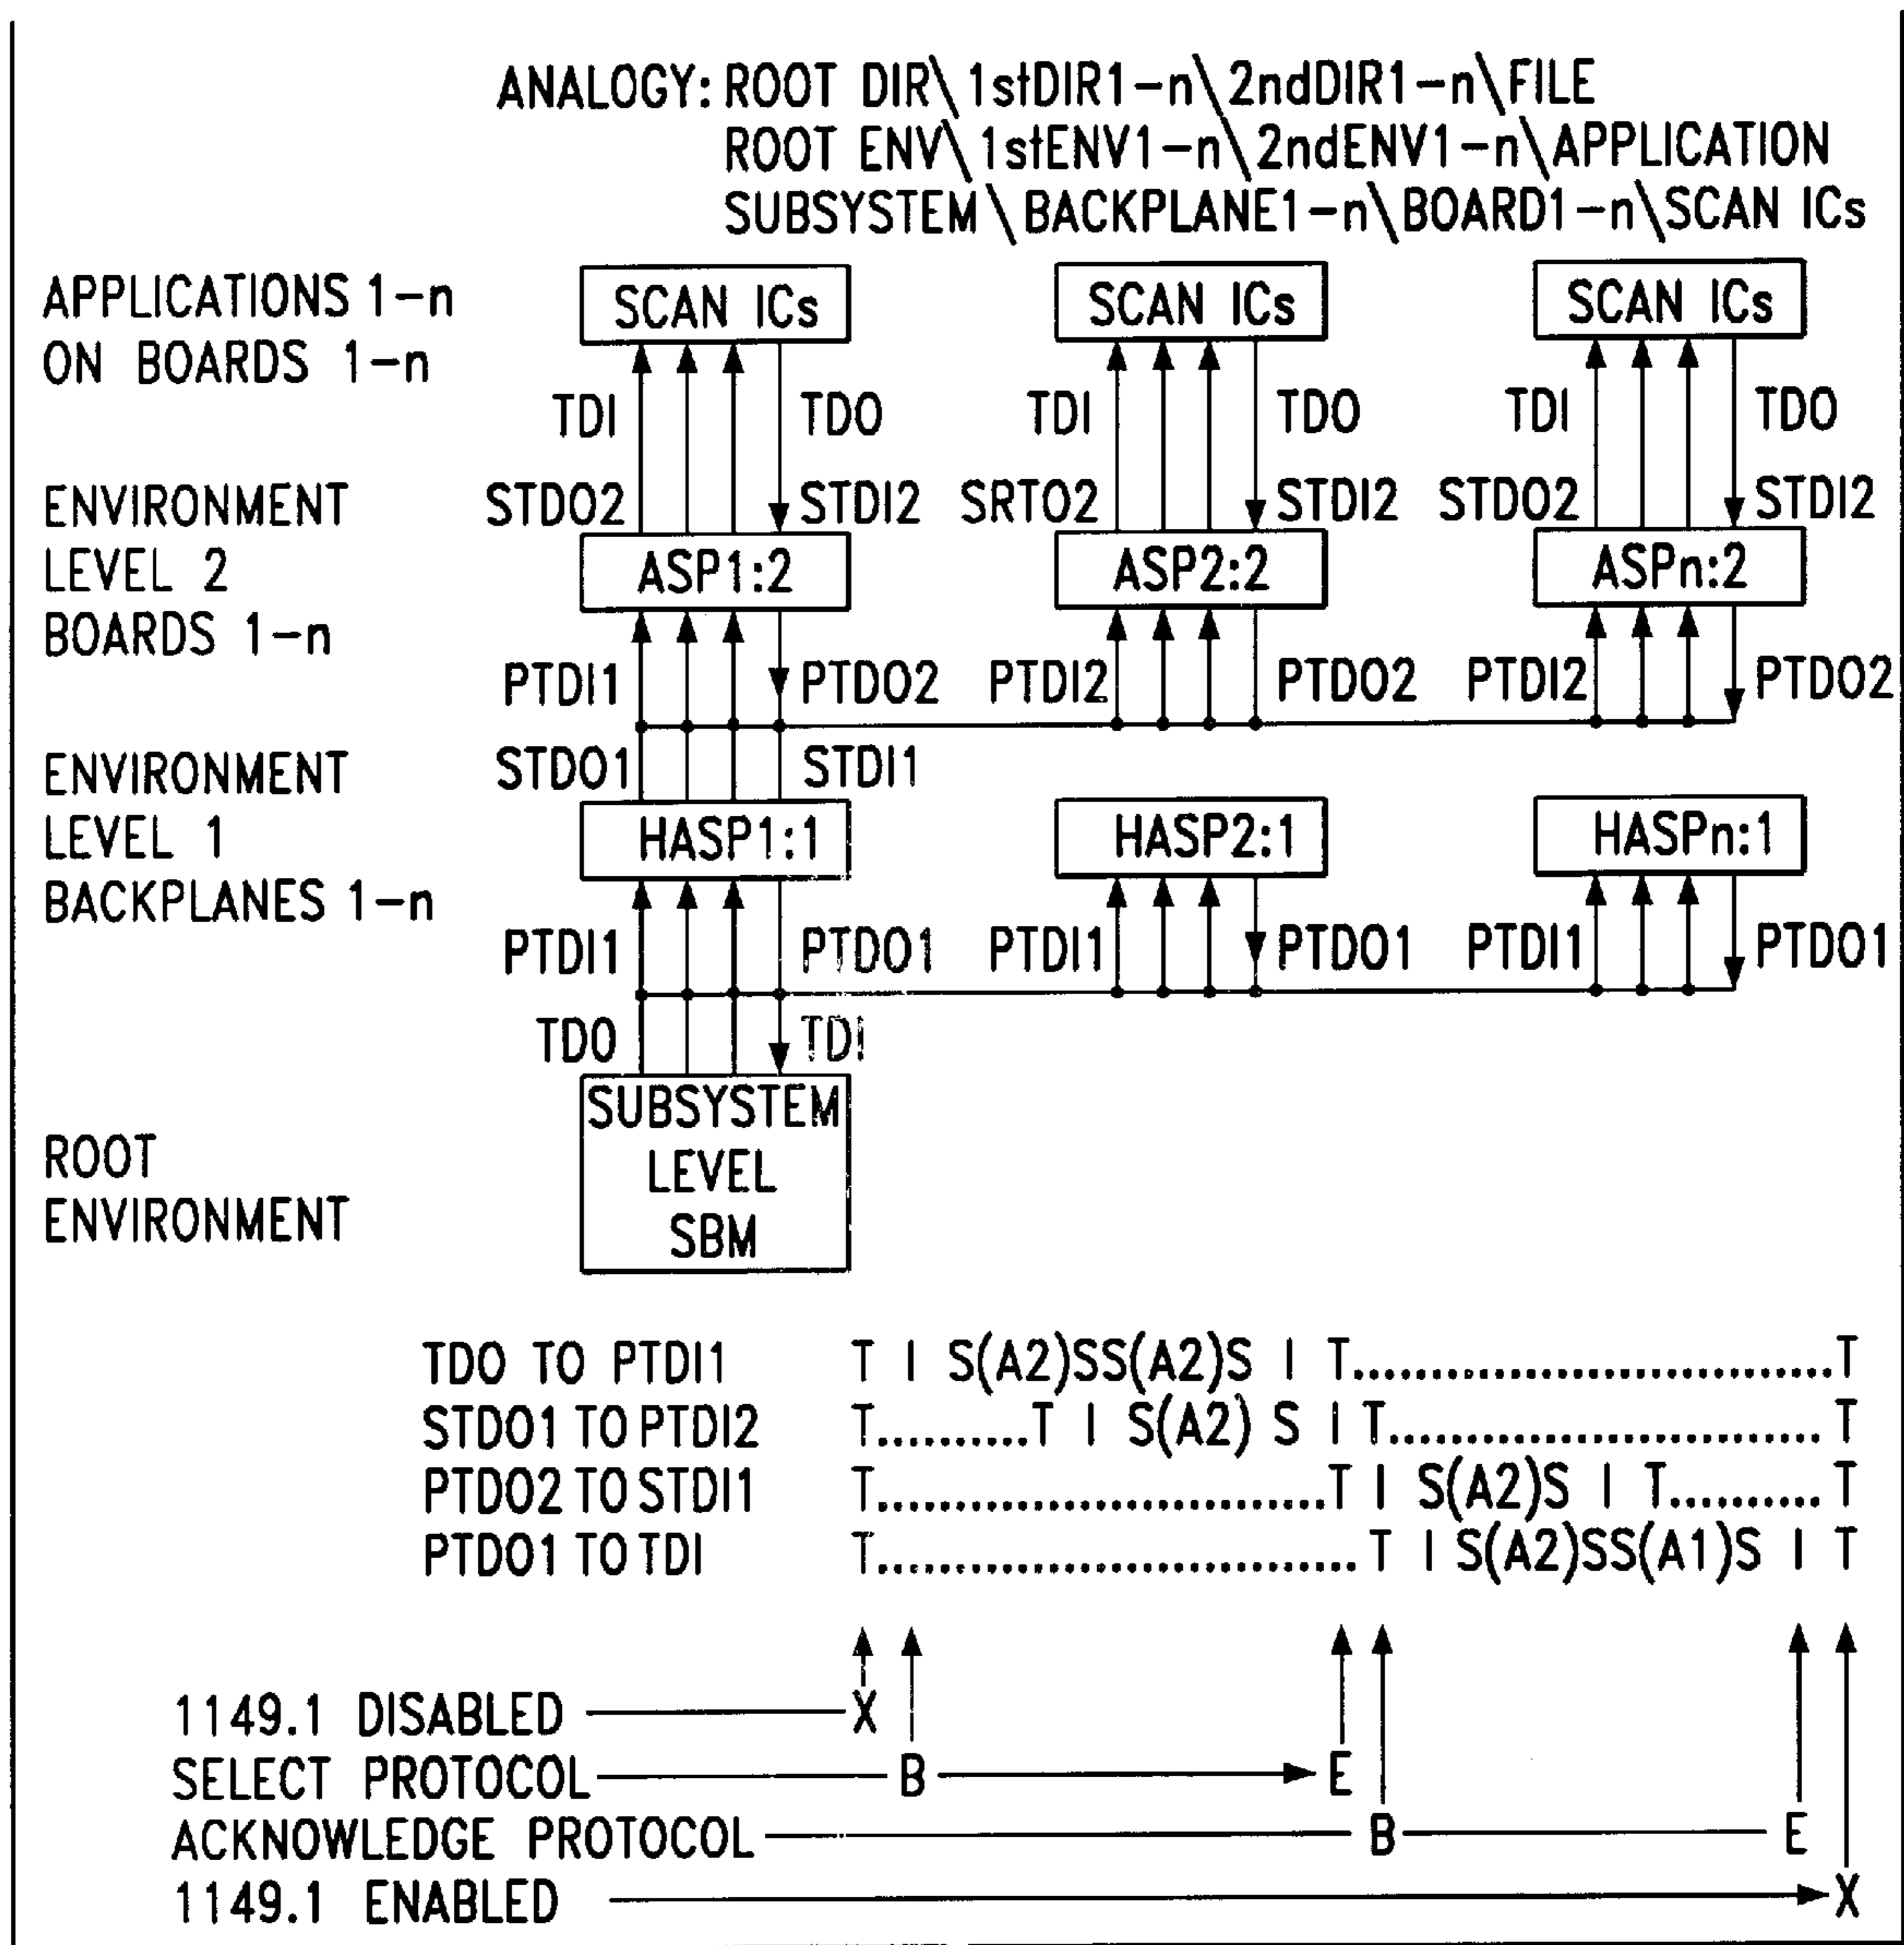 ANALOGY: ROOT DIR\1stDIR1-n\2ndDIR1-n\FILE
ROOT ENV\1stENV1-n\2ndENV1-n\APPLICATION
SUBSYSTEM\BACKPLANE1-n\BOARD1-n\SCAN ICs
APPLICATIONS 1-n
ON BOARDS 1-n
SCAN ICs SCAN ICs SCAN ICs
TDI TDO TDI TDO TDI TDO
ENVIRONMENT
LEVEL 2
BOARDS 1-n
STDO2 STDI2 SRTO2 STDI2 STDO2 STDI2
ASP1:2 ASP2:2 ASPn:2
PTDI1 PTDO2 PTDI2 PTDO2 PTDI2 PTDO2
ENVIRONMENT
LEVEL 1
BACKPLANES 1-n
STDO1 STDI1
HASP1:1 HASP2:1 HASPn:1
PTDI1 PTDO1 PTDI1 PTDO1 PTDI1 PTDO1
TDO TDI
ROOT
ENVIRONMENT
SUBSYSTEM
LEVEL
SBM
TDO TO PTDI1 T I S(A2)SS(A2)S I T..............................T
STDO1 TO PTDI2 T..........T I S(A2) S I T............................ T
PTDO2 TO STDI1 T.............................T I S(A2)S I T.......... T
PTDO1 TO TDI T............................... T I S(A2)SS(A1)S I T
1149.1 DISABLED X
SELECT PROTOCOL B E
ACKNOWLEDGE PROTOCOL B E
1149.1 ENABLED X